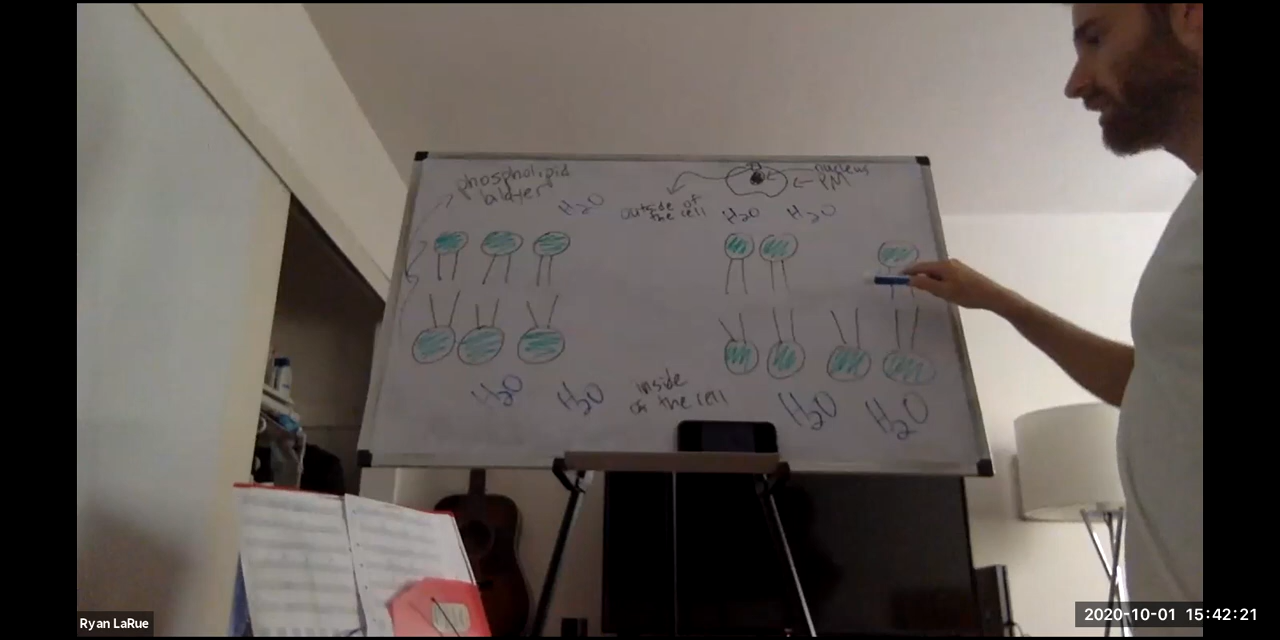 phospholipid
bilayer
nucleus
PM
H₂O
outside of
the cell
H₂O
H₂O
H₂O
H₂O
inside
of the cell
H₂O
H₂O
Ryan LaRue
2020-10-01 15:42:21